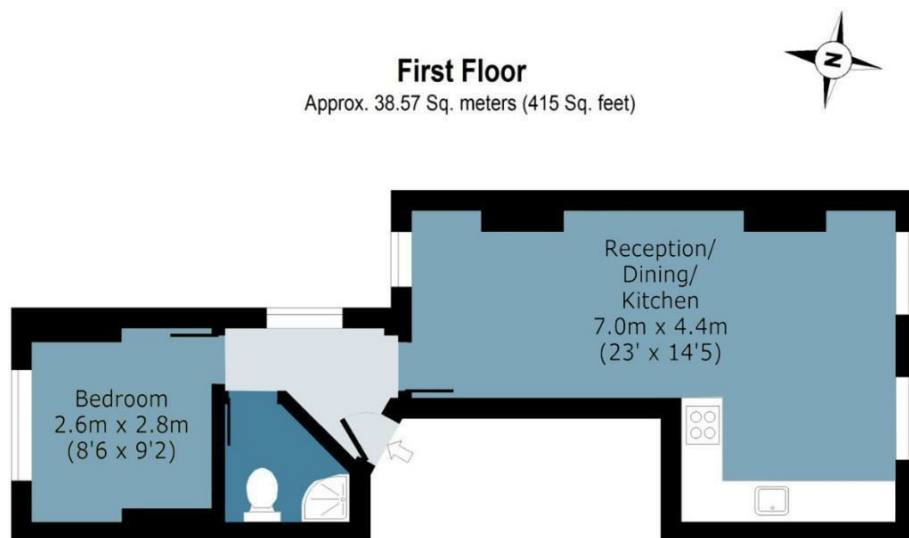 First Floor
Approx. 38.57 Sq. meters (415 Sq. feet)
N
Reception/
Dining/
Kitchen
7.0m x 4.4m
(23' x 14'5)
Bedroom
2.6m x 2.8m
(8'6 x 9'2)